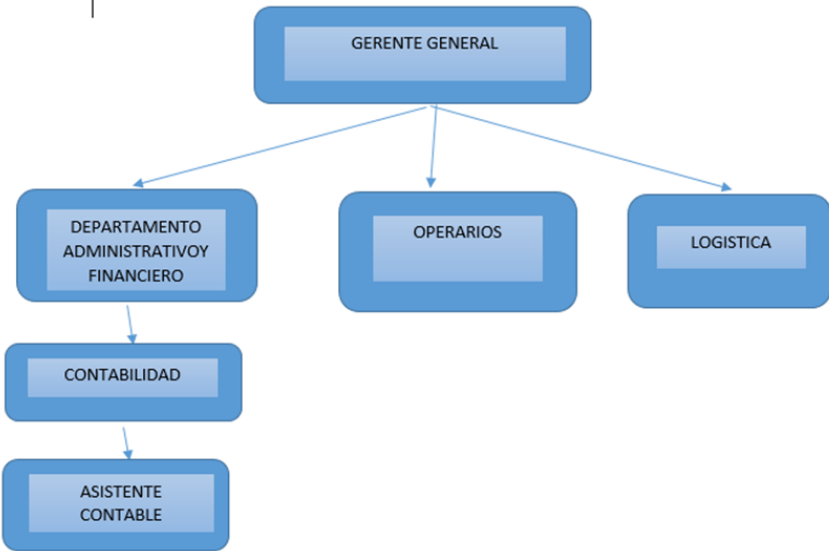 GERENTE GENERAL
DEPARTAMENTO
ADMINISTRATIVOY
FINANCIERO
OPERARIOS
LOGISTICA
CONTABILIDAD
ASISTENTE
CONTABLE